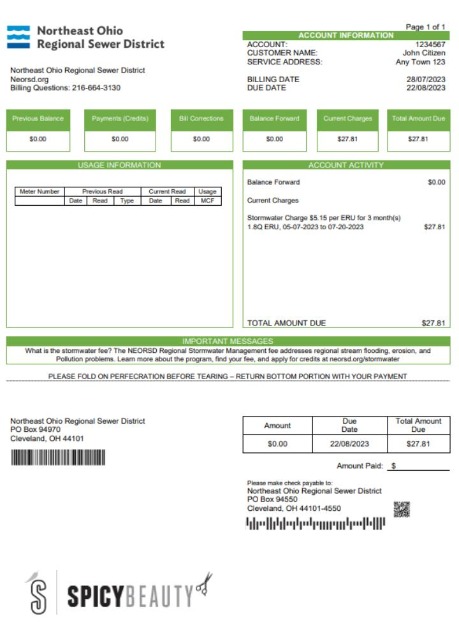 Northeast Ohio
Regional Sewer District
Northeast Ohio Regional Sewer District
Neorsd.org
Billing Questions: 216-664-3130
Page 1 of 1
ACCOUNT INFORMATION
ACCOUNT: 1234567
CUSTOMER NAME: John Citizen
SERVICE ADDRESS: Any Town 123
BILLING DATE 28/07/2023
DUE DATE 22/08/2023
Previous Balance Payments (Credits) Bill Corrections Balance Forward Current Charges Total Amount Due
$0.00 $0.00 $0.00 $0.00 $27.81 $27.81
USAGE INFORMATION
Meter Number Previous Read Current Read Usage
Date Read Type Date Read MCF
ACCOUNT ACTIVITY
Balance Forward $0.00
Current Charges
Stormwater Charge $5.15 per ERU for 3 month(s)
1.8Q ERU, 05-07-2023 to 07-20-2023 $27.81
TOTAL AMOUNT DUE $27.81
IMPORTANT MESSAGES
What is the stormwater fee? The NEORSD Regional Stormwater Management fee addresses regional stream flooding, erosion, and
Pollution problems. Learn more about the program, find your fee, and apply for credits at neorsd.org/stormwater
PLEASE FOLD ON PERFECRATION BEFORE TEARING – RETURN BOTTOM PORTION WITH YOUR PAYMENT
Northeast Ohio Regional Sewer District
PO Box 94970
Cleveland, OH 44101
Amount Due Date Total Amount Due
$0.00 22/08/2023 $27.81
Amount Paid: $
Please make check payable to:
Northeast Ohio Regional Sewer District
PO Box 94550
Cleveland, OH 44101-4550
S SPICYBEAUTY